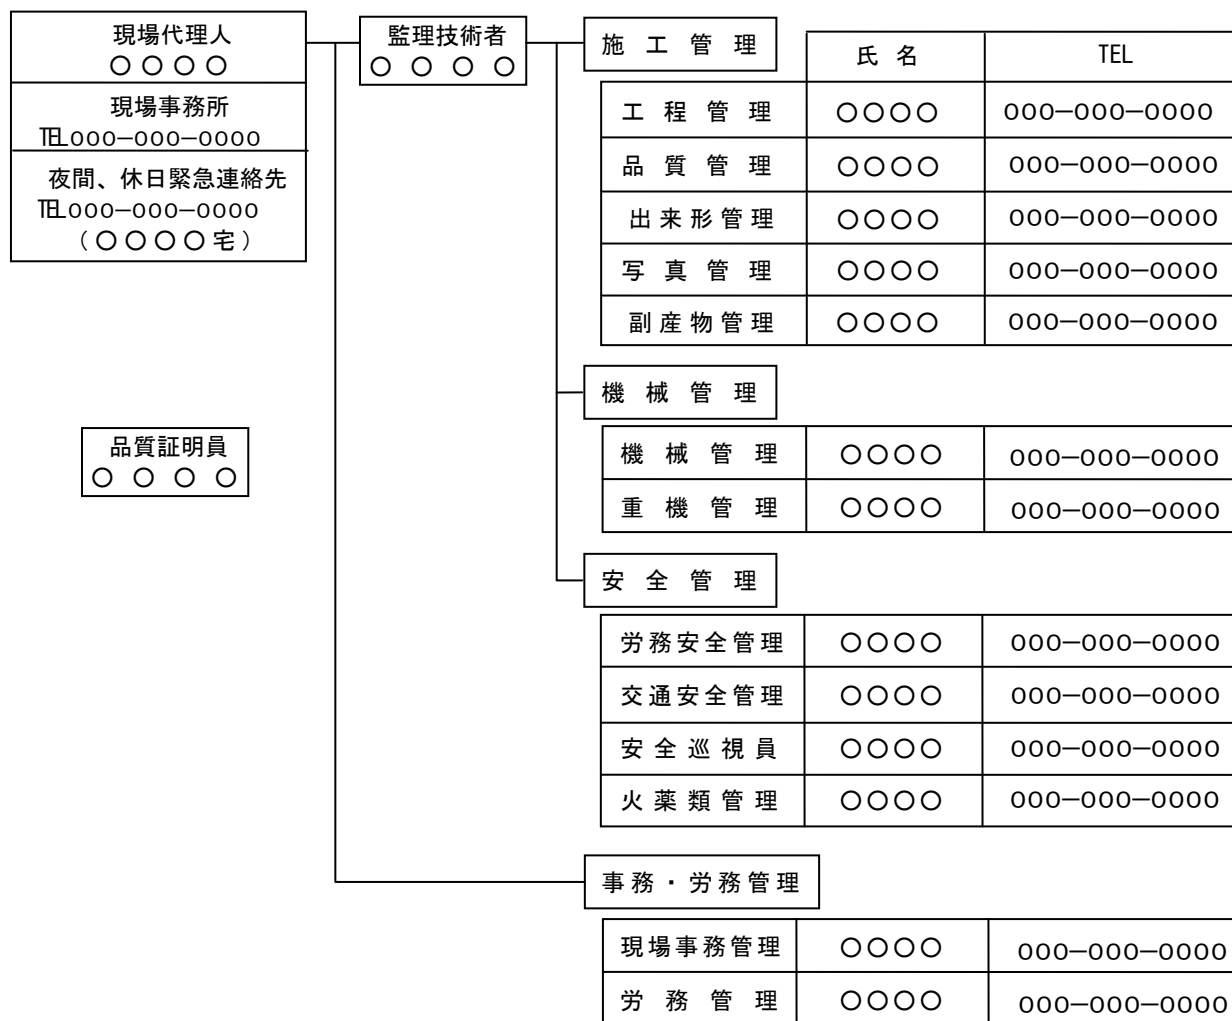 現場代理人
○○○○
現場事務所
TEL000-000-0000
夜間、休日緊急連絡先
TEL000-000-0000
（○○○○宅）
監理技術者
○○○○
品質証明員
○○○○
施工管理
氏名 TEL
工程管理 ○○○○ 000-000-0000
品質管理 ○○○○ 000-000-0000
出来形管理 ○○○○ 000-000-0000
写真管理 ○○○○ 000-000-0000
副産物管理 ○○○○ 000-000-0000
機械管理
機械管理 ○○○○ 000-000-0000
重機管理 ○○○○ 000-000-0000
安全管理
労務安全管理 ○○○○ 000-000-0000
交通安全管理 ○○○○ 000-000-0000
安全巡視員 ○○○○ 000-000-0000
火薬類管理 ○○○○ 000-000-0000
事務・労務管理
現場事務管理 ○○○○ 000-000-0000
労務管理 ○○○○ 000-000-0000